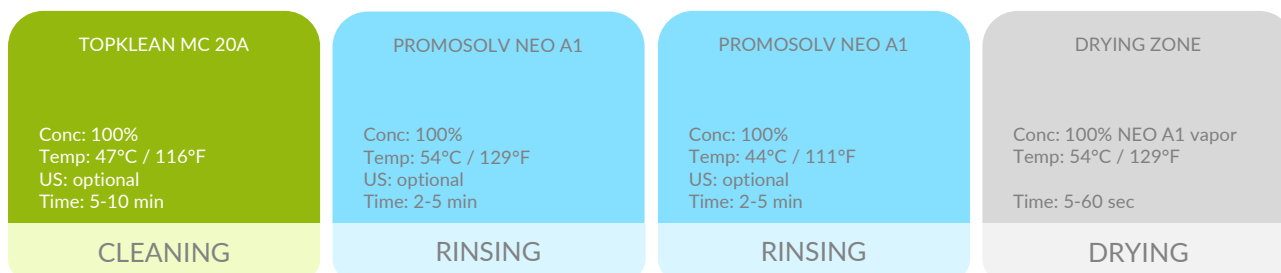 TOPKLEAN MC 20A
Conc: 100%
Temp: 47°C / 116°F
US: optional
Time: 5-10 min
CLEANING
PROMOSOLV NEO A1
Conc: 100%
Temp: 54°C / 129°F
US: optional
Time: 2-5 min
RINSING
PROMOSOLV NEO A1
Conc: 100%
Temp: 44°C / 111°F
US: optional
Time: 2-5 min
RINSING
DRYING ZONE
Conc: 100% NEO A1 vapor
Temp: 54°C / 129°F
Time: 5-60 sec
DRYING